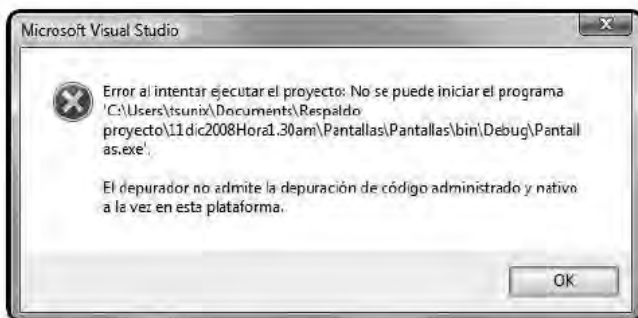 Microsoft Visual Studio
Error al intentar ejecutar el proyecto: No se puede iniciar el programa
'C:\Users\tsunix\Documents\Respaldo
proyecto\11dic2008Hora1.30am\Pantallas\Pantallas\bin\Debug\Pantall
as.exe'.
El depurador no admite la depuración de código administrado y nativo
a la vez en esta plataforma.
OK